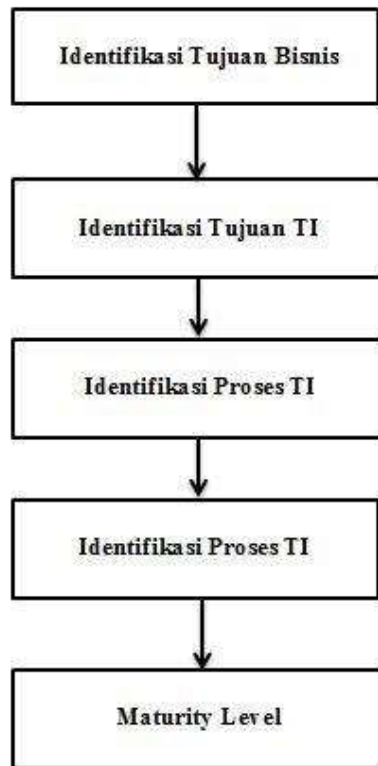 Identifikasi Tujuan Bisnis
Identifikasi Tujuan TI
Identifikasi Proses TI
Identifikasi Proses TI
Maturity Level